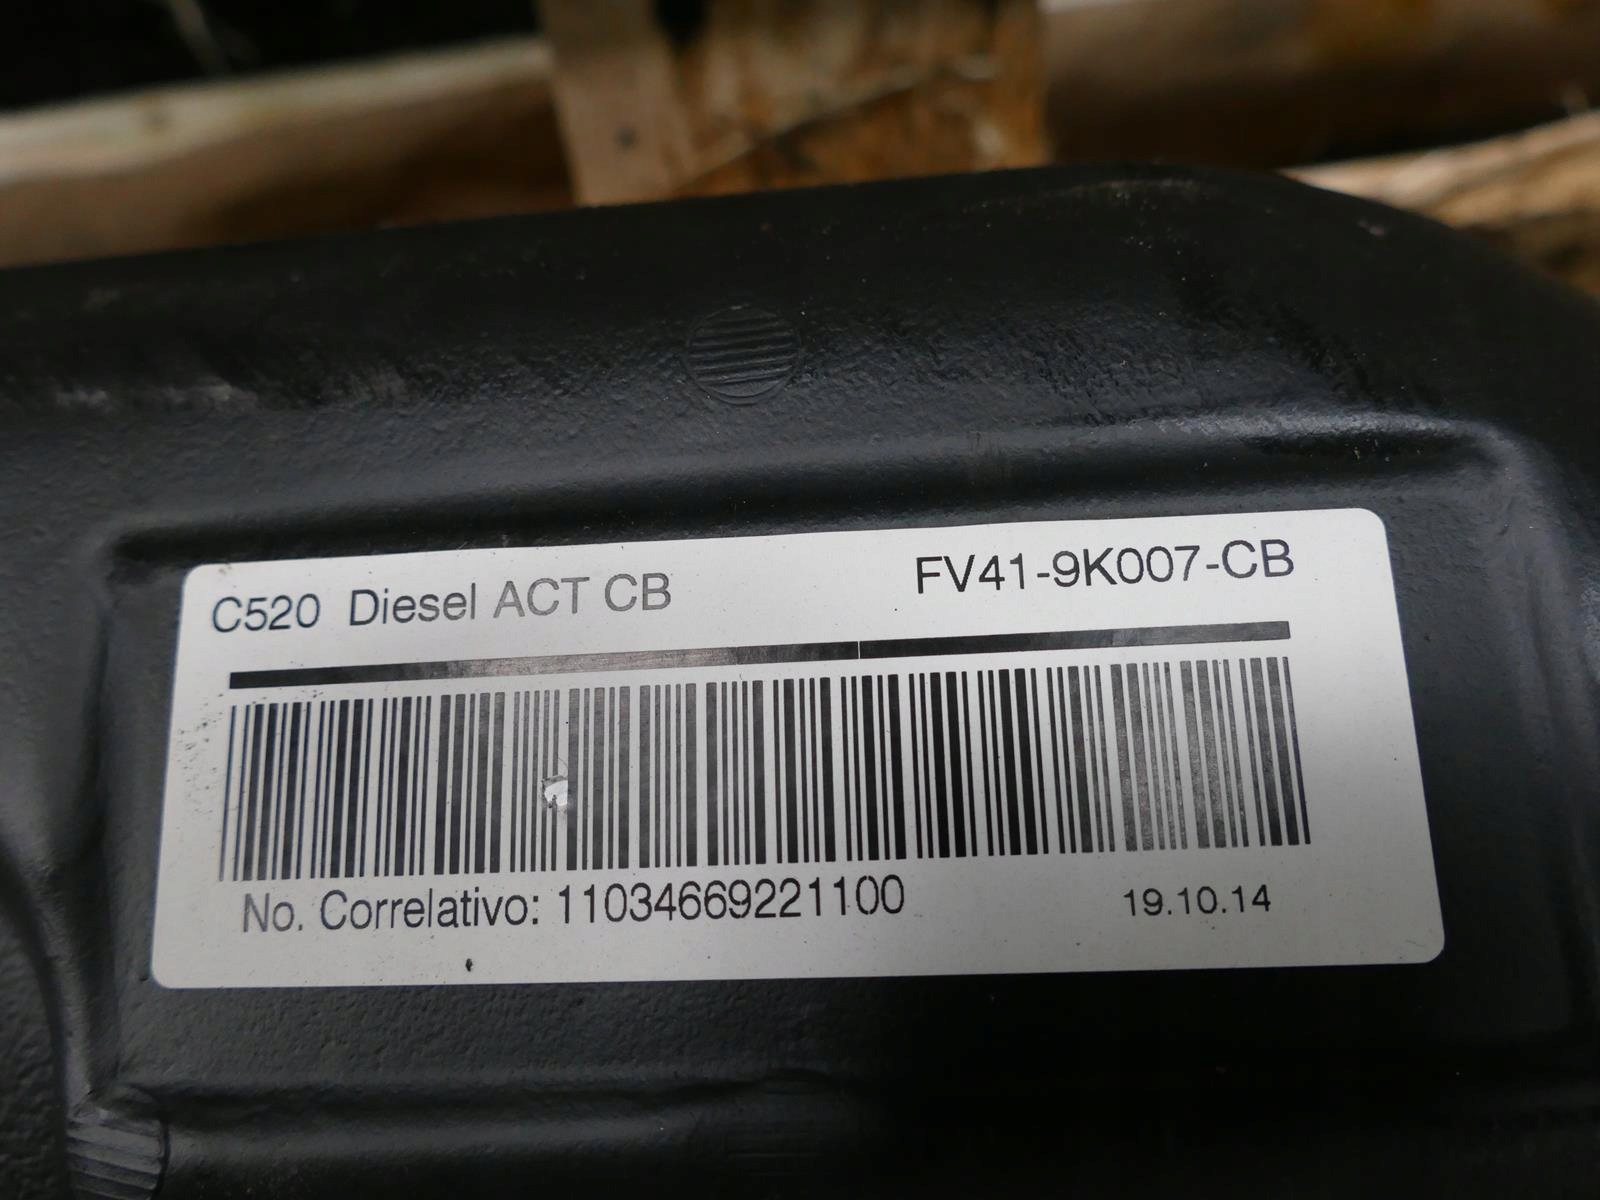 C520 Diesel ACT CB FV41-9K007-CB
No. Correlativo: 11034669221100 19.10.14